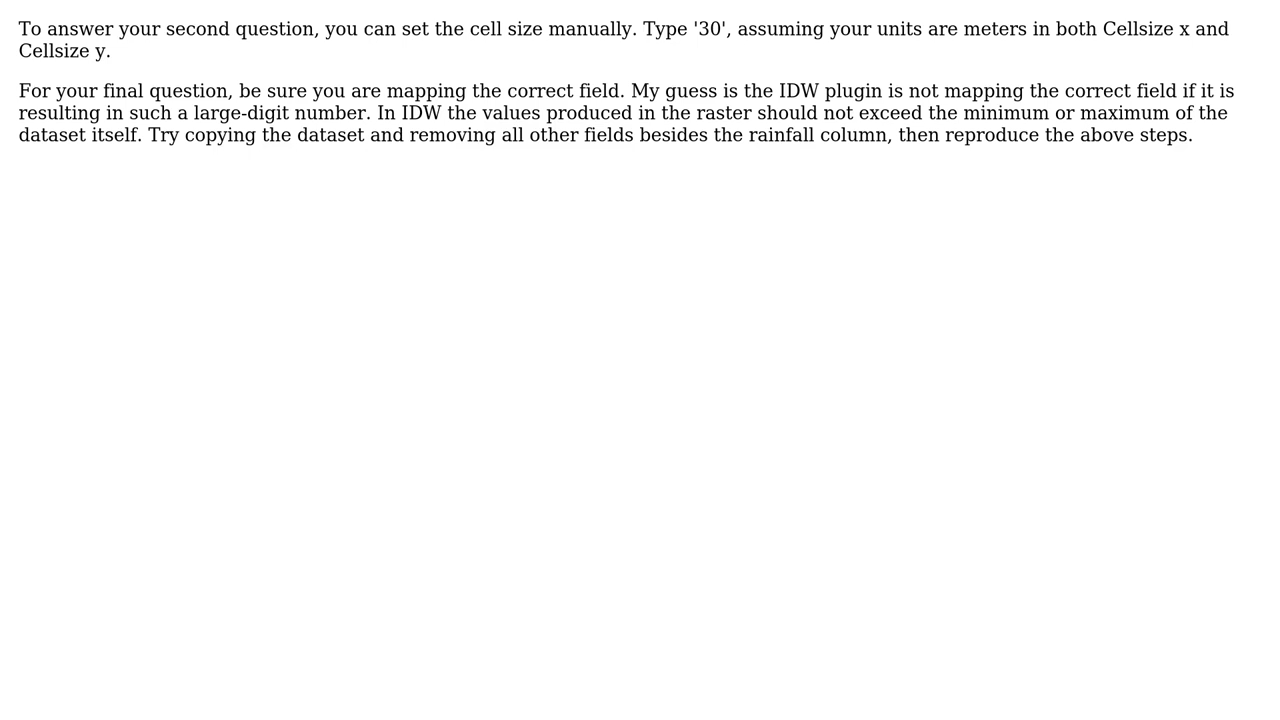 To answer your second question, you can set the cell size manually. Type '30', assuming your units are meters in both Cellsize x and
Cellsize y.
For your final question, be sure you are mapping the correct field. My guess is the IDW plugin is not mapping the correct field if it is
resulting in such a large-digit number. In IDW the values produced in the raster should not exceed the minimum or maximum of the
dataset itself. Try copying the dataset and removing all other fields besides the rainfall column, then reproduce the above steps.